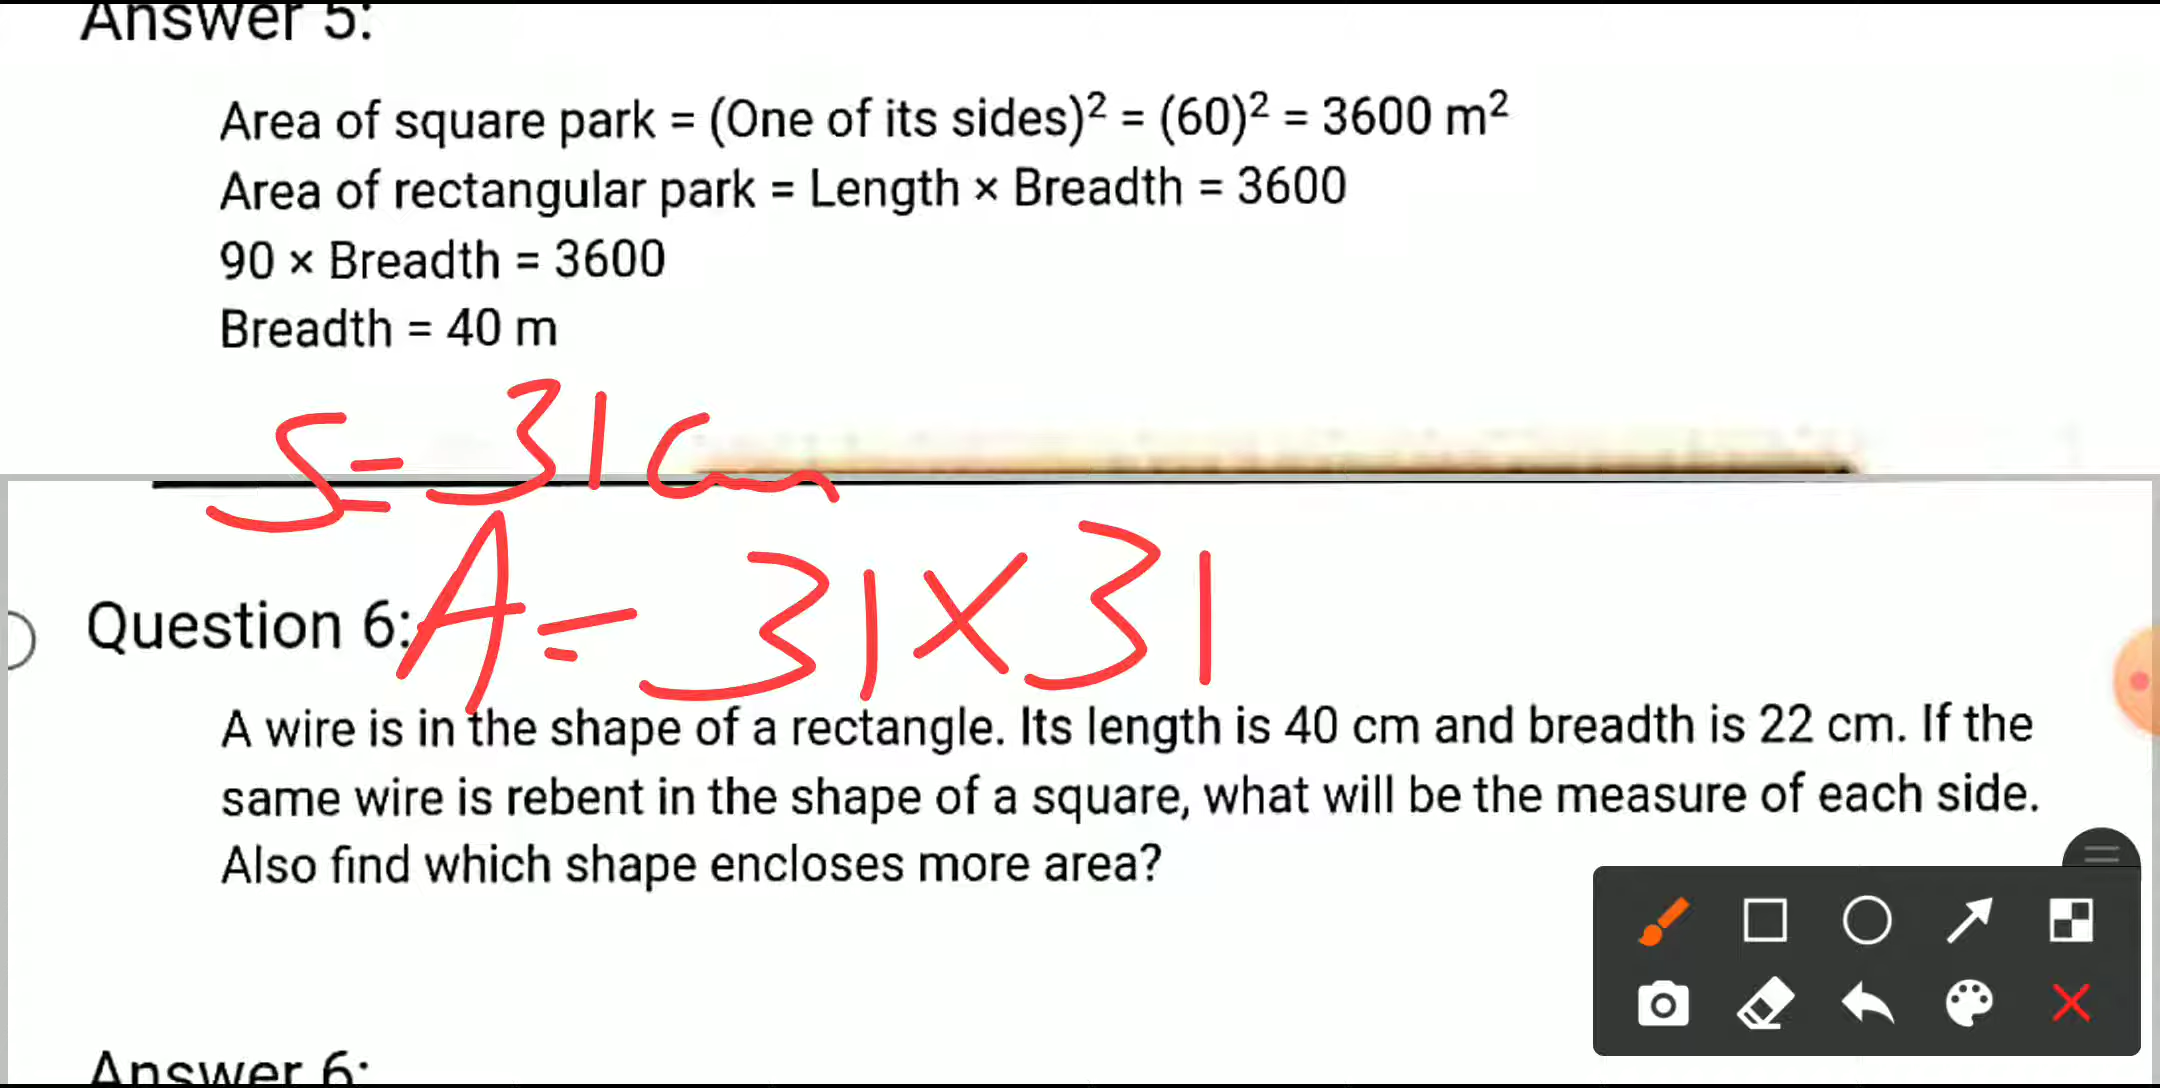 Answer 5:
Area of square park = (One of its sides)² = (60)² = 3600 m²
Area of rectangular park = Length × Breadth = 3600
90 × Breadth = 3600
Breadth = 40 m
S = 31 cm
A = 31 × 31
Question 6:
A wire is in the shape of a rectangle. Its length is 40 cm and breadth is 22 cm. If the
same wire is rebent in the shape of a square, what will be the measure of each side.
Also find which shape encloses more area?
Answer 6: